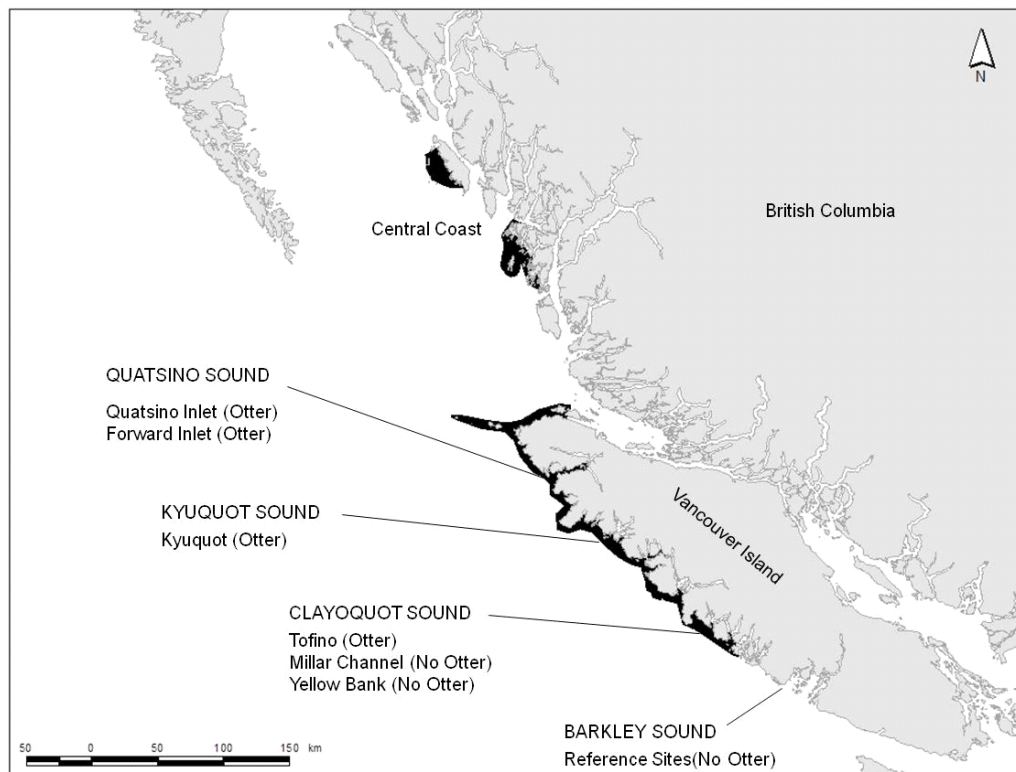 N
British Columbia
Central Coast
QUATSINO SOUND
Quatsino Inlet (Otter)
Forward Inlet (Otter)
KYUQUOT SOUND
Kyuquot (Otter)
Vancouver Island
CLAYOQUOT SOUND
Tofino (Otter)
Millar Channel (No Otter)
Yellow Bank (No Otter)
BARKLEY SOUND
Reference Sites(No Otter)
50 0 50 100 150 km